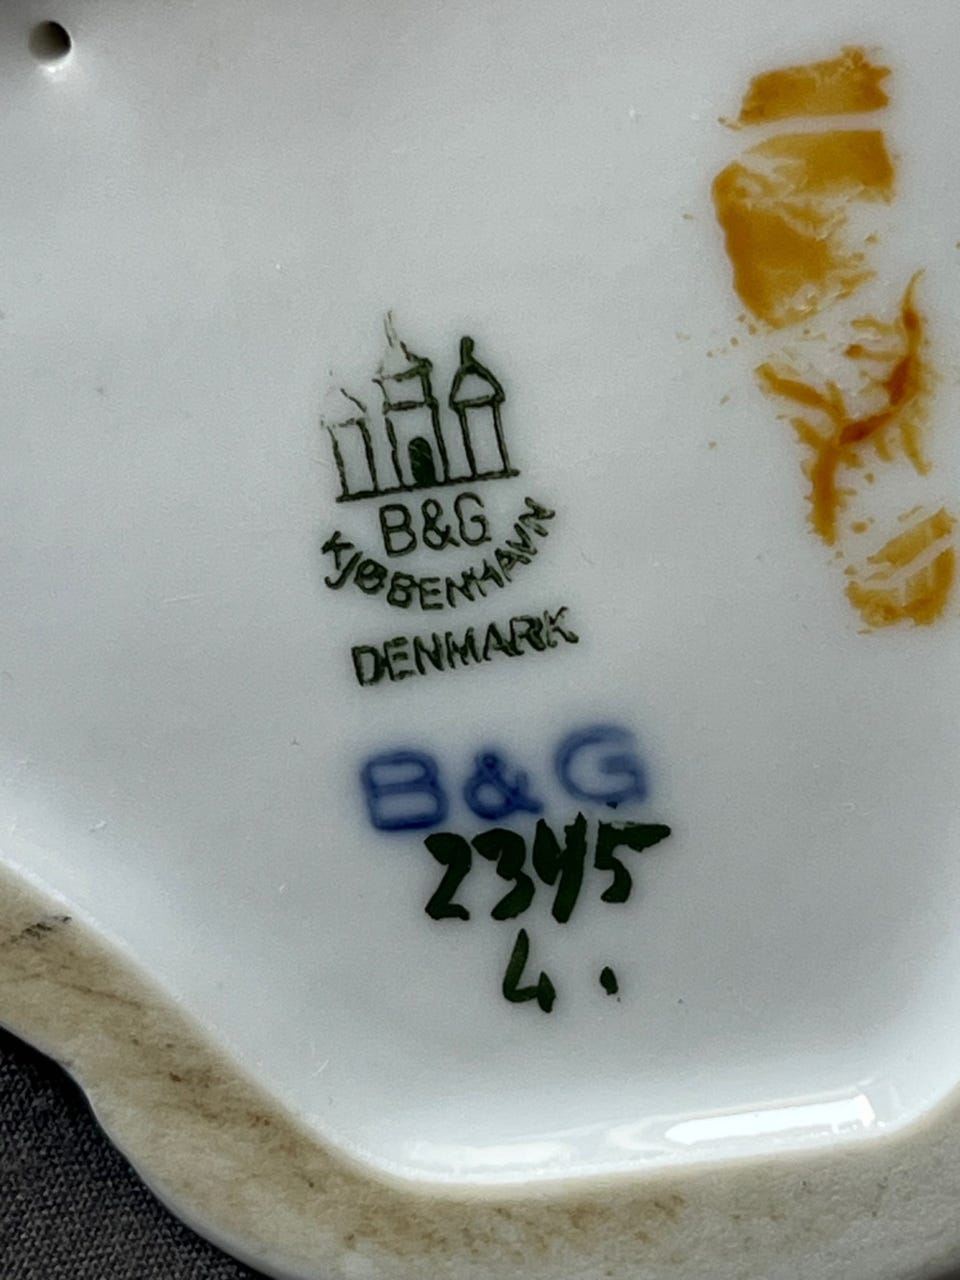 B&G
KJØBENHAVN
DENMARK
B&G
2345
4.